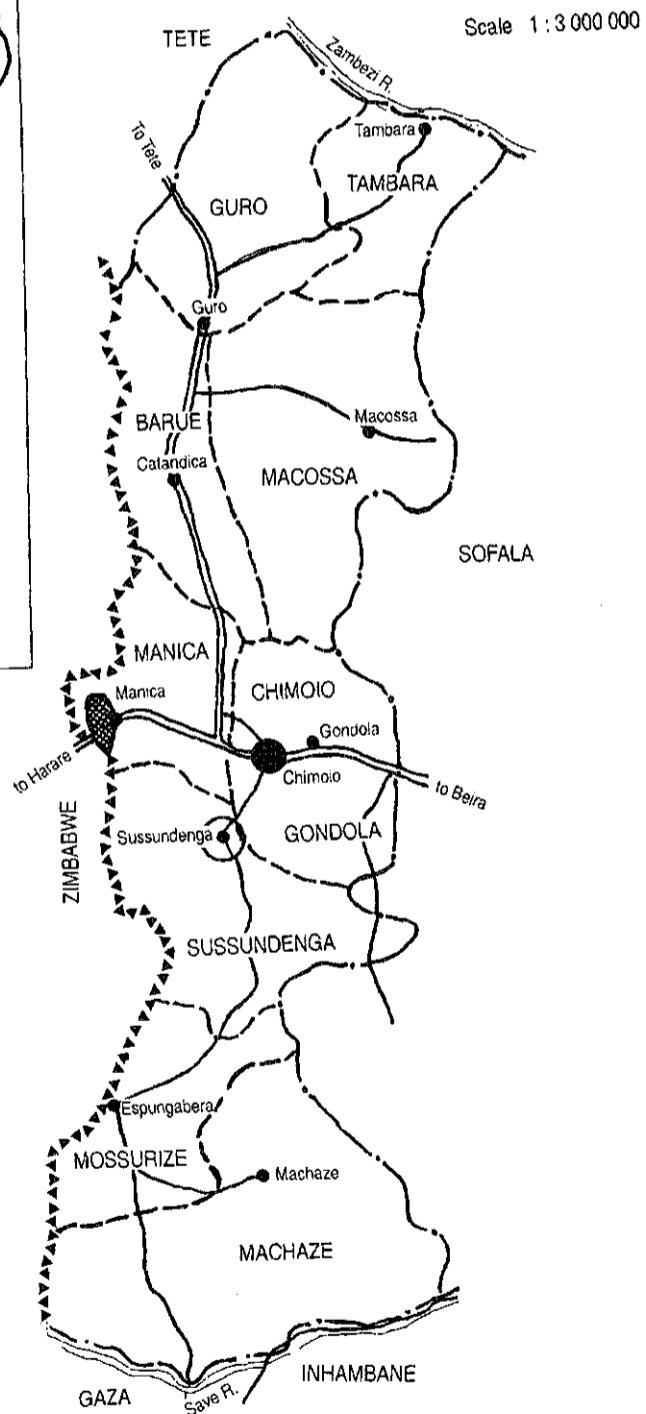 Scale 1 : 3 000 000
TETE
Zambezi R.
Tambara
To Tete
TAMBARA
GURO
Guro
BARUE
Macossa
Catandica
MACOSSA
SOFALA
MANICA
Manica
CHIMOIO
Gondola
to Harare
Chimoio
to Beira
ZIMBABWE
Sussundenga
GONDOLA
SUSSUNDENGA
Espungabera
MOSSURIZE
Machaze
MACHAZE
INHAMBANE
GAZA
Save R.